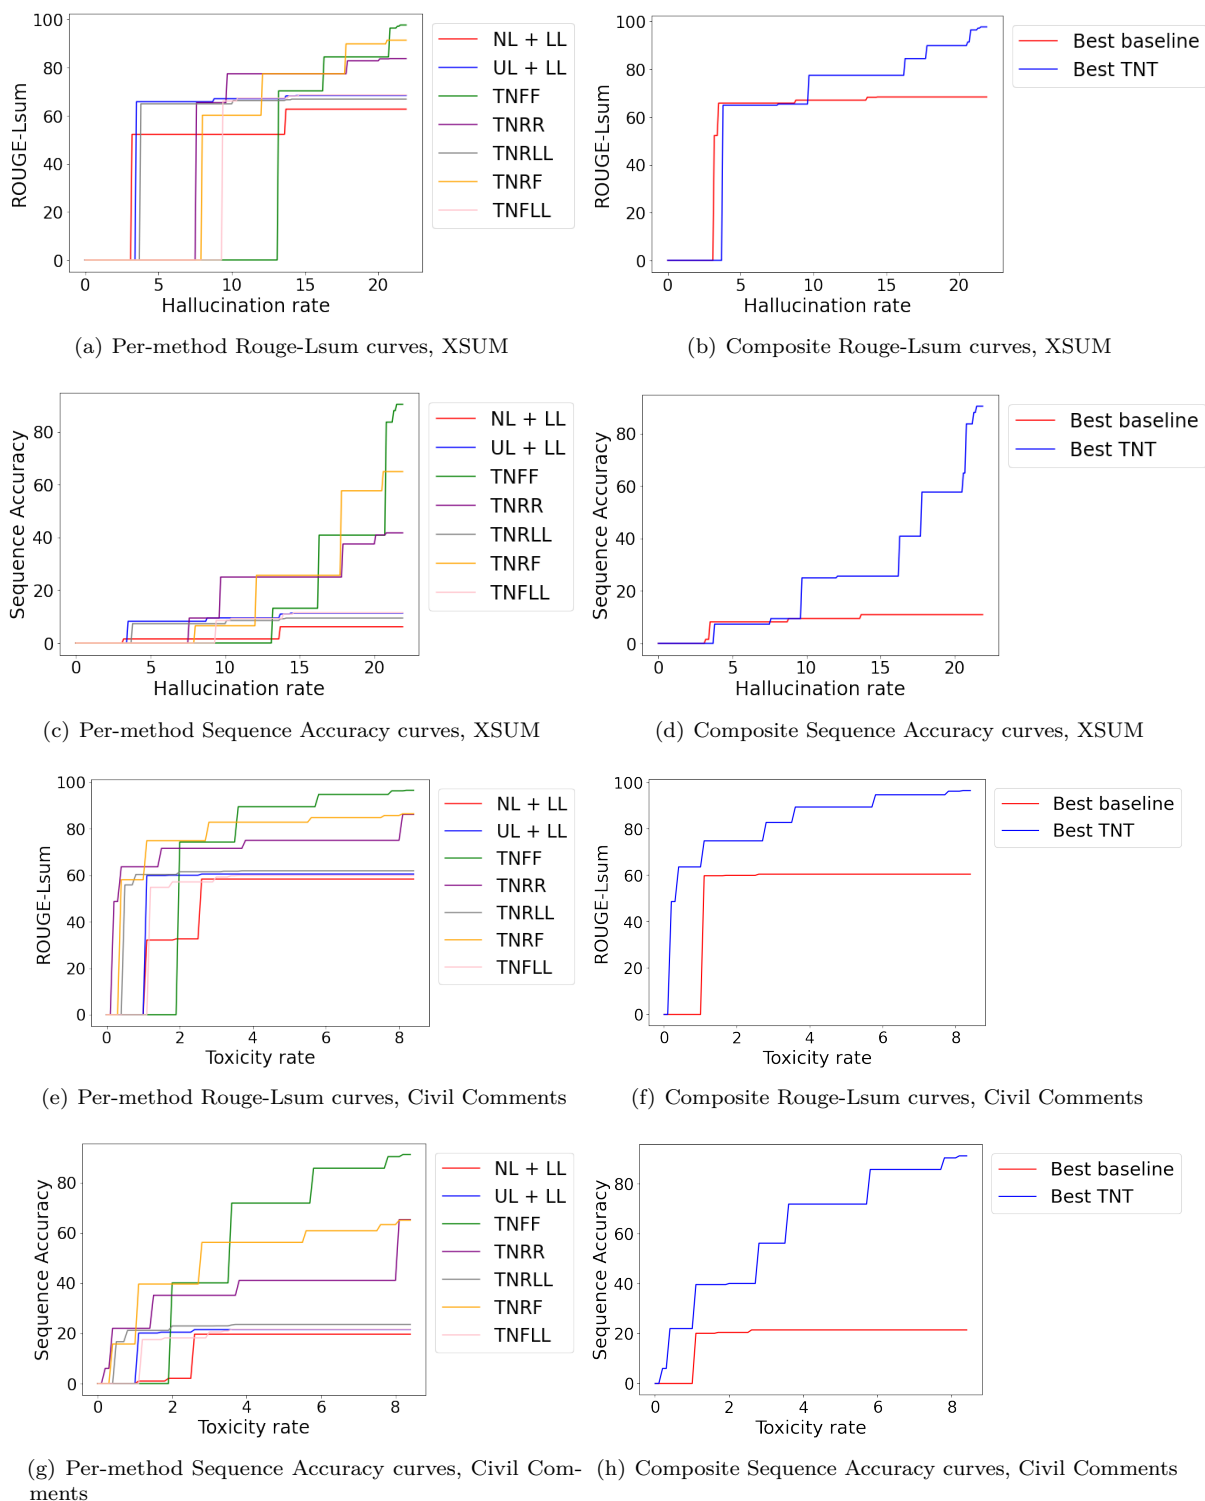 100
80
60
40
20
0
ROUGE-Lsum
0 5 10 15 20
Hallucination rate
NL + LL
UL + LL
TNFF
TNRR
TNRLL
TNRF
TNFLL
(a) Per-method Rouge-Lsum curves, XSUM
100
80
60
40
20
0
ROUGE-Lsum
0 5 10 15 20
Hallucination rate
Best baseline
Best TNT
(b) Composite Rouge-Lsum curves, XSUM
80
60
40
20
0
Sequence Accuracy
0 5 10 15 20
Hallucination rate
NL + LL
UL + LL
TNFF
TNRR
TNRLL
TNRF
TNFLL
(c) Per-method Sequence Accuracy curves, XSUM
80
60
40
20
0
Sequence Accuracy
0 5 10 15 20
Hallucination rate
Best baseline
Best TNT
(d) Composite Sequence Accuracy curves, XSUM
100
80
60
40
20
0
ROUGE-Lsum
0 2 4 6 8
Toxicity rate
NL + LL
UL + LL
TNFF
TNRR
TNRLL
TNRF
TNFLL
(e) Per-method Rouge-Lsum curves, Civil Comments
100
80
60
40
20
0
ROUGE-Lsum
0 2 4 6 8
Toxicity rate
Best baseline
Best TNT
(f) Composite Rouge-Lsum curves, Civil Comments
80
60
40
20
0
Sequence Accuracy
0 2 4 6 8
Toxicity rate
NL + LL
UL + LL
TNFF
TNRR
TNRLL
TNRF
TNFLL
(g) Per-method Sequence Accuracy curves, Civil Com-
ments
80
60
40
20
0
Sequence Accuracy
0 2 4 6 8
Toxicity rate
Best baseline
Best TNT
(h) Composite Sequence Accuracy curves, Civil Comments